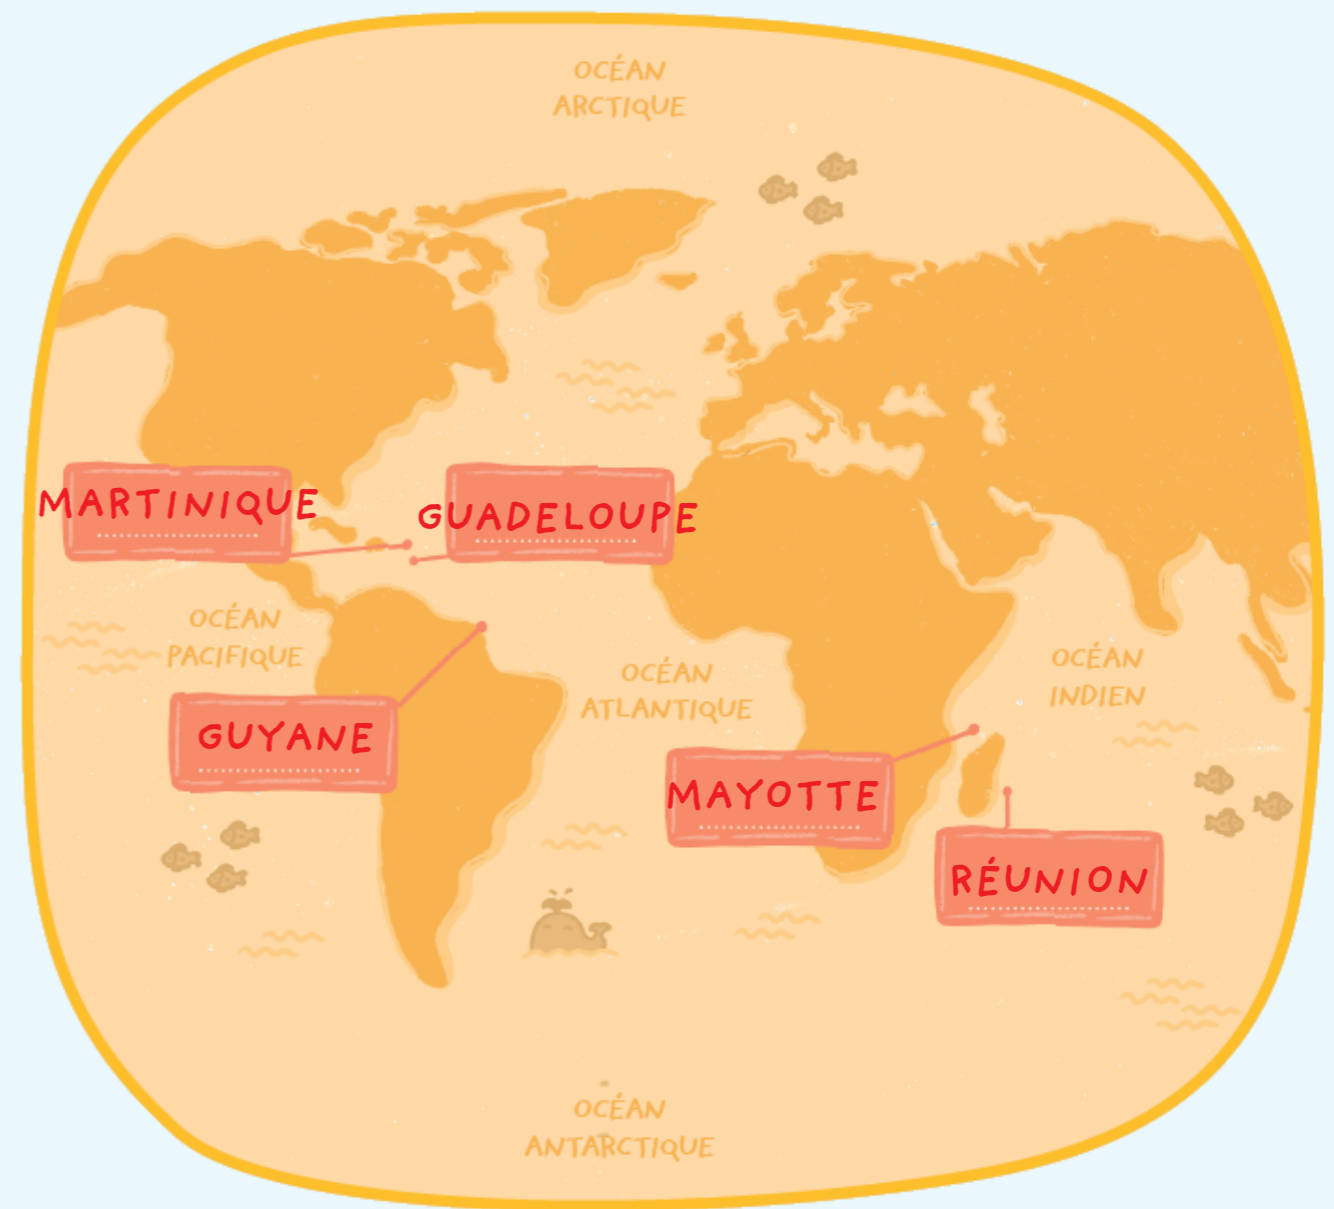 OCÉAN
ARCTIQUE
MARTINIQUE
GUADELOUPE
OCÉAN
PACIFIQUE
OCÉAN
ATLANTIQUE
OCÉAN
INDIEN
GUYANE
MAYOTTE
RÉUNION
OCÉAN
ANTARCTIQUE